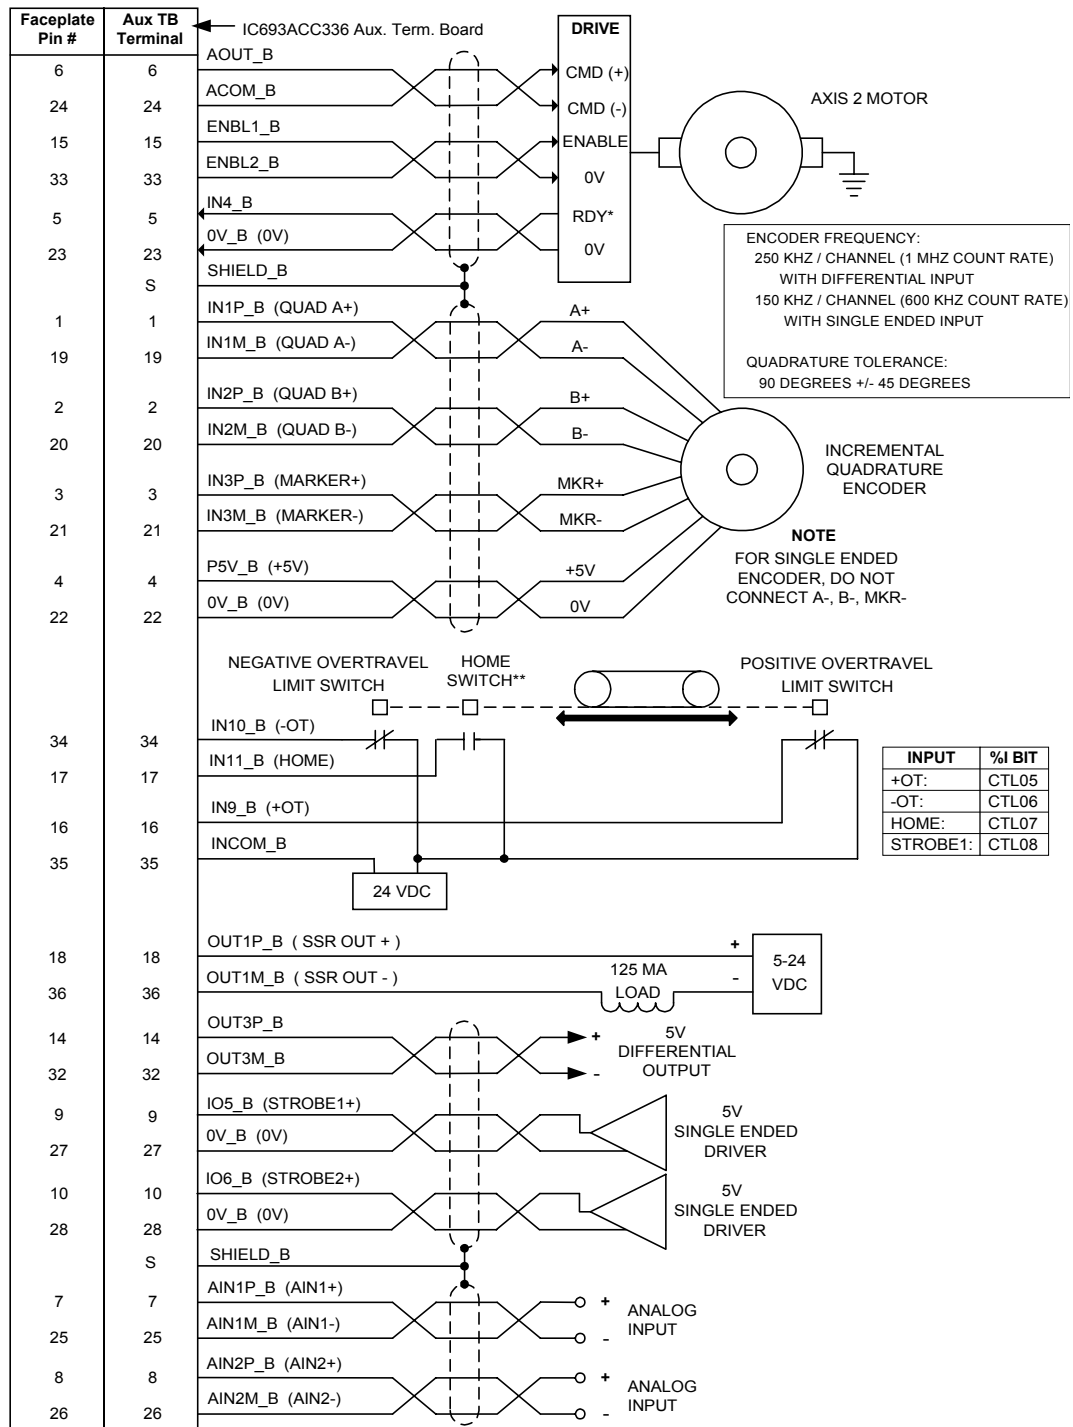 Faceplate Pin #
Aux TB Terminal
IC693ACC336 Aux. Term. Board
DRIVE
6 6 AOUT_B CMD (+)
24 24 ACOM_B CMD (-)
AXIS 2 MOTOR
15 15 ENBL1_B ENABLE
33 33 ENBL2_B 0V
5 5 IN4_B RDY*
23 23 0V_B (0V) 0V
S SHIELD_B
ENCODER FREQUENCY:
250 KHZ / CHANNEL (1 MHZ COUNT RATE)
WITH DIFFERENTIAL INPUT
150 KHZ / CHANNEL (600 KHZ COUNT RATE)
WITH SINGLE ENDED INPUT
QUADRATURE TOLERANCE:
90 DEGREES +/- 45 DEGREES
1 1 IN1P_B (QUAD A+) A+
19 19 IN1M_B (QUAD A-) A-
2 2 IN2P_B (QUAD B+) B+
20 20 IN2M_B (QUAD B-) B-
INCREMENTAL
QUADRATURE
ENCODER
3 3 IN3P_B (MARKER+) MKR+
21 21 IN3M_B (MARKER-) MKR-
NOTE
FOR SINGLE ENDED
ENCODER, DO NOT
CONNECT A-, B-, MKR-
4 4 P5V_B (+5V) +5V
22 22 0V_B (0V) 0V
NEGATIVE OVERTRAVEL
LIMIT SWITCH
HOME
SWITCH**
POSITIVE OVERTRAVEL
LIMIT SWITCH
34 34 IN10_B (-OT)
17 17 IN11_B (HOME)
16 16 IN9_B (+OT)
35 35 INCOM_B
24 VDC
INPUT %I BIT
+OT: CTL05
-OT: CTL06
HOME: CTL07
STROBE1: CTL08
18 18 OUT1P_B ( SSR OUT + ) +
36 36 OUT1M_B ( SSR OUT - ) -
125 MA
LOAD
5-24
VDC
14 14 OUT3P_B +
32 32 OUT3M_B -
5V
DIFFERENTIAL
OUTPUT
9 9 IO5_B (STROBE1+)
27 27 0V_B (0V)
5V
SINGLE ENDED
DRIVER
10 10 IO6_B (STROBE2+)
28 28 0V_B (0V)
5V
SINGLE ENDED
DRIVER
S SHIELD_B
7 7 AIN1P_B (AIN1+) +
25 25 AIN1M_B (AIN1-) -
ANALOG
INPUT
8 8 AIN2P_B (AIN2+) +
26 26 AIN2M_B (AIN2-) -
ANALOG
INPUT